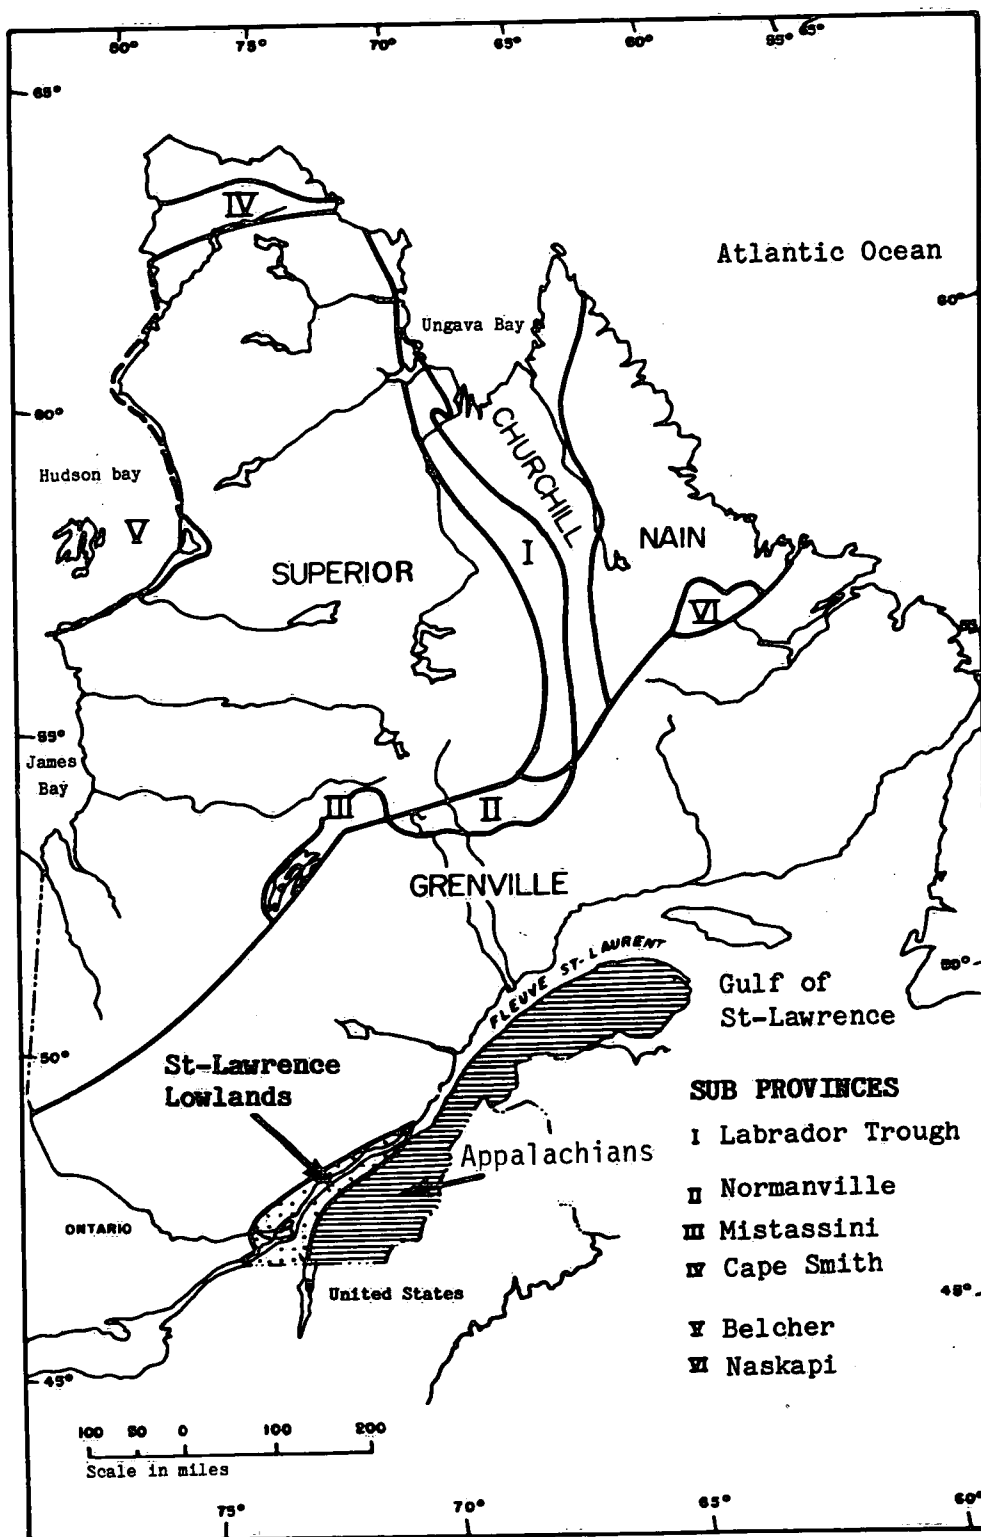 80°
75°
70°
65°
60°
55°
65°
65°
IV
Atlantic Ocean
60°
Ungava Bay
60°
CHURCHILL
Hudson bay
V
I
NAIN
SUPERIOR
VI
55°
55°
James
Bay
III
II
GRENVILLE
FLEUVE ST-LAURENT
50°
Gulf of
St-Lawrence
50°
St-Lawrence
Lowlands
SUB PROVINCES
I Labrador Trough
Appalachians
II Normanville
ONTARIO
III Mistassini
IV Cape Smith
United States
45°
V Belcher
VI Naskapi
45°
100 50 0 100 200
Scale in miles
75°
70°
65°
60°